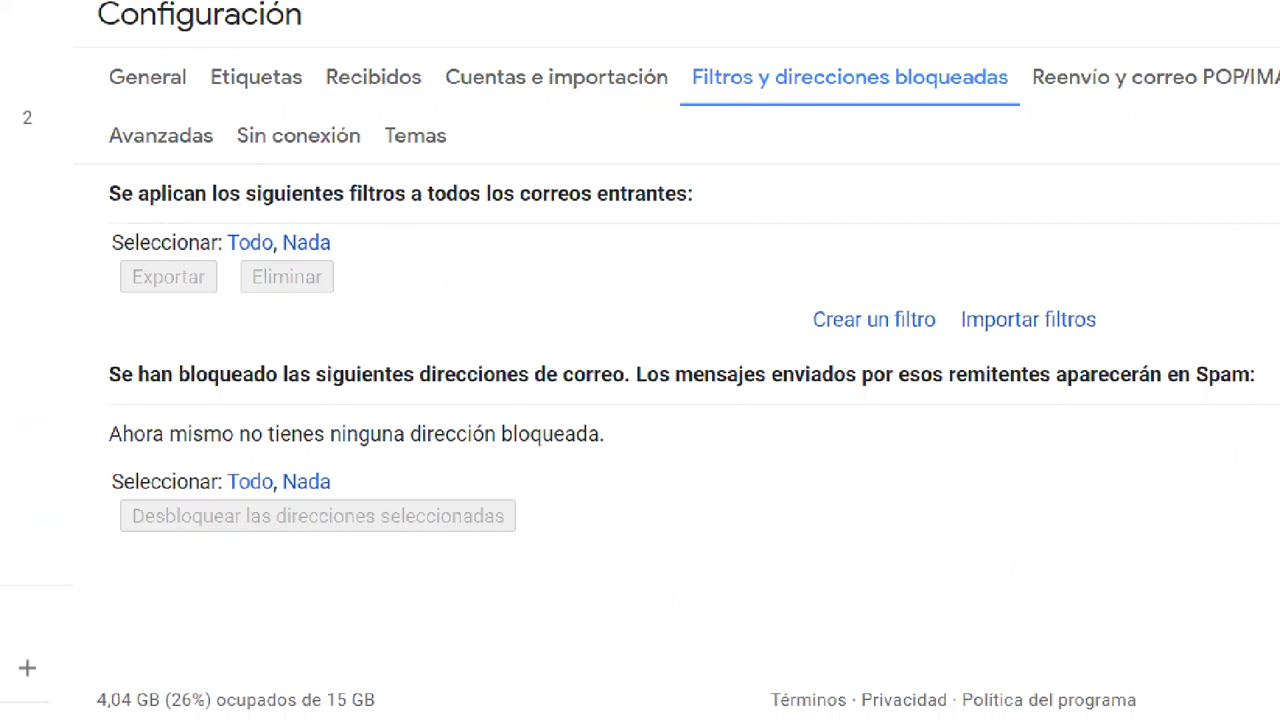 Configuración
General Etiquetas Recibidos Cuentas e importación Filtros y direcciones bloqueadas Reenvío y correo POP/IMA
2
Avanzadas Sin conexión Temas
Se aplican los siguientes filtros a todos los correos entrantes:
Seleccionar: Todo, Nada
Exportar Eliminar
Crear un filtro Importar filtros
Se han bloqueado las siguientes direcciones de correo. Los mensajes enviados por esos remitentes aparecerán en Spam:
Ahora mismo no tienes ninguna dirección bloqueada.
Seleccionar: Todo, Nada
Desbloquear las direcciones seleccionadas
+
4,04 GB (26%) ocupados de 15 GB Términos · Privacidad · Política del programa